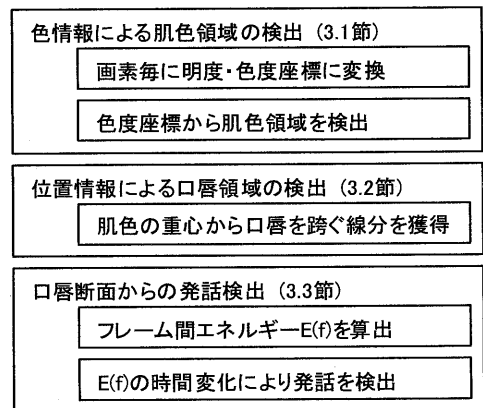 色情報による肌色領域の検出（3.1節）
画素毎に明度・色度座標に変換
色度座標から肌色領域を検出
位置情報による口唇領域の検出（3.2節）
肌色の重心から口唇を跨ぐ線分を獲得
口唇断面からの発話検出（3.3節）
フレーム間エネルギーE(f)を算出
E(f)の時間変化により発話を検出